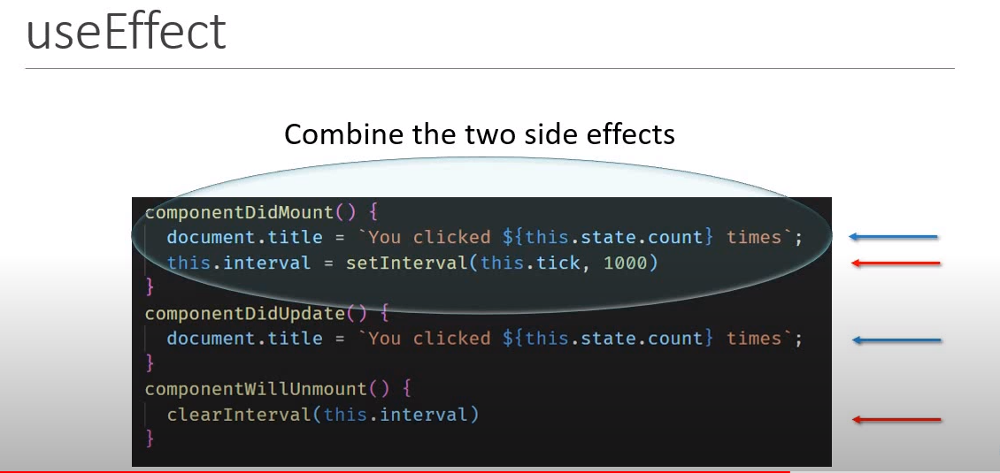 useEffect
Combine the two side effects
componentDidMount() {
document.title = `You clicked ${this.state.count} times`;
this.interval = setInterval(this.tick, 1000)
}
componentDidUpdate() {
document.title = `You clicked ${this.state.count} times`;
}
componentWillUnmount() {
clearInterval(this.interval)
}